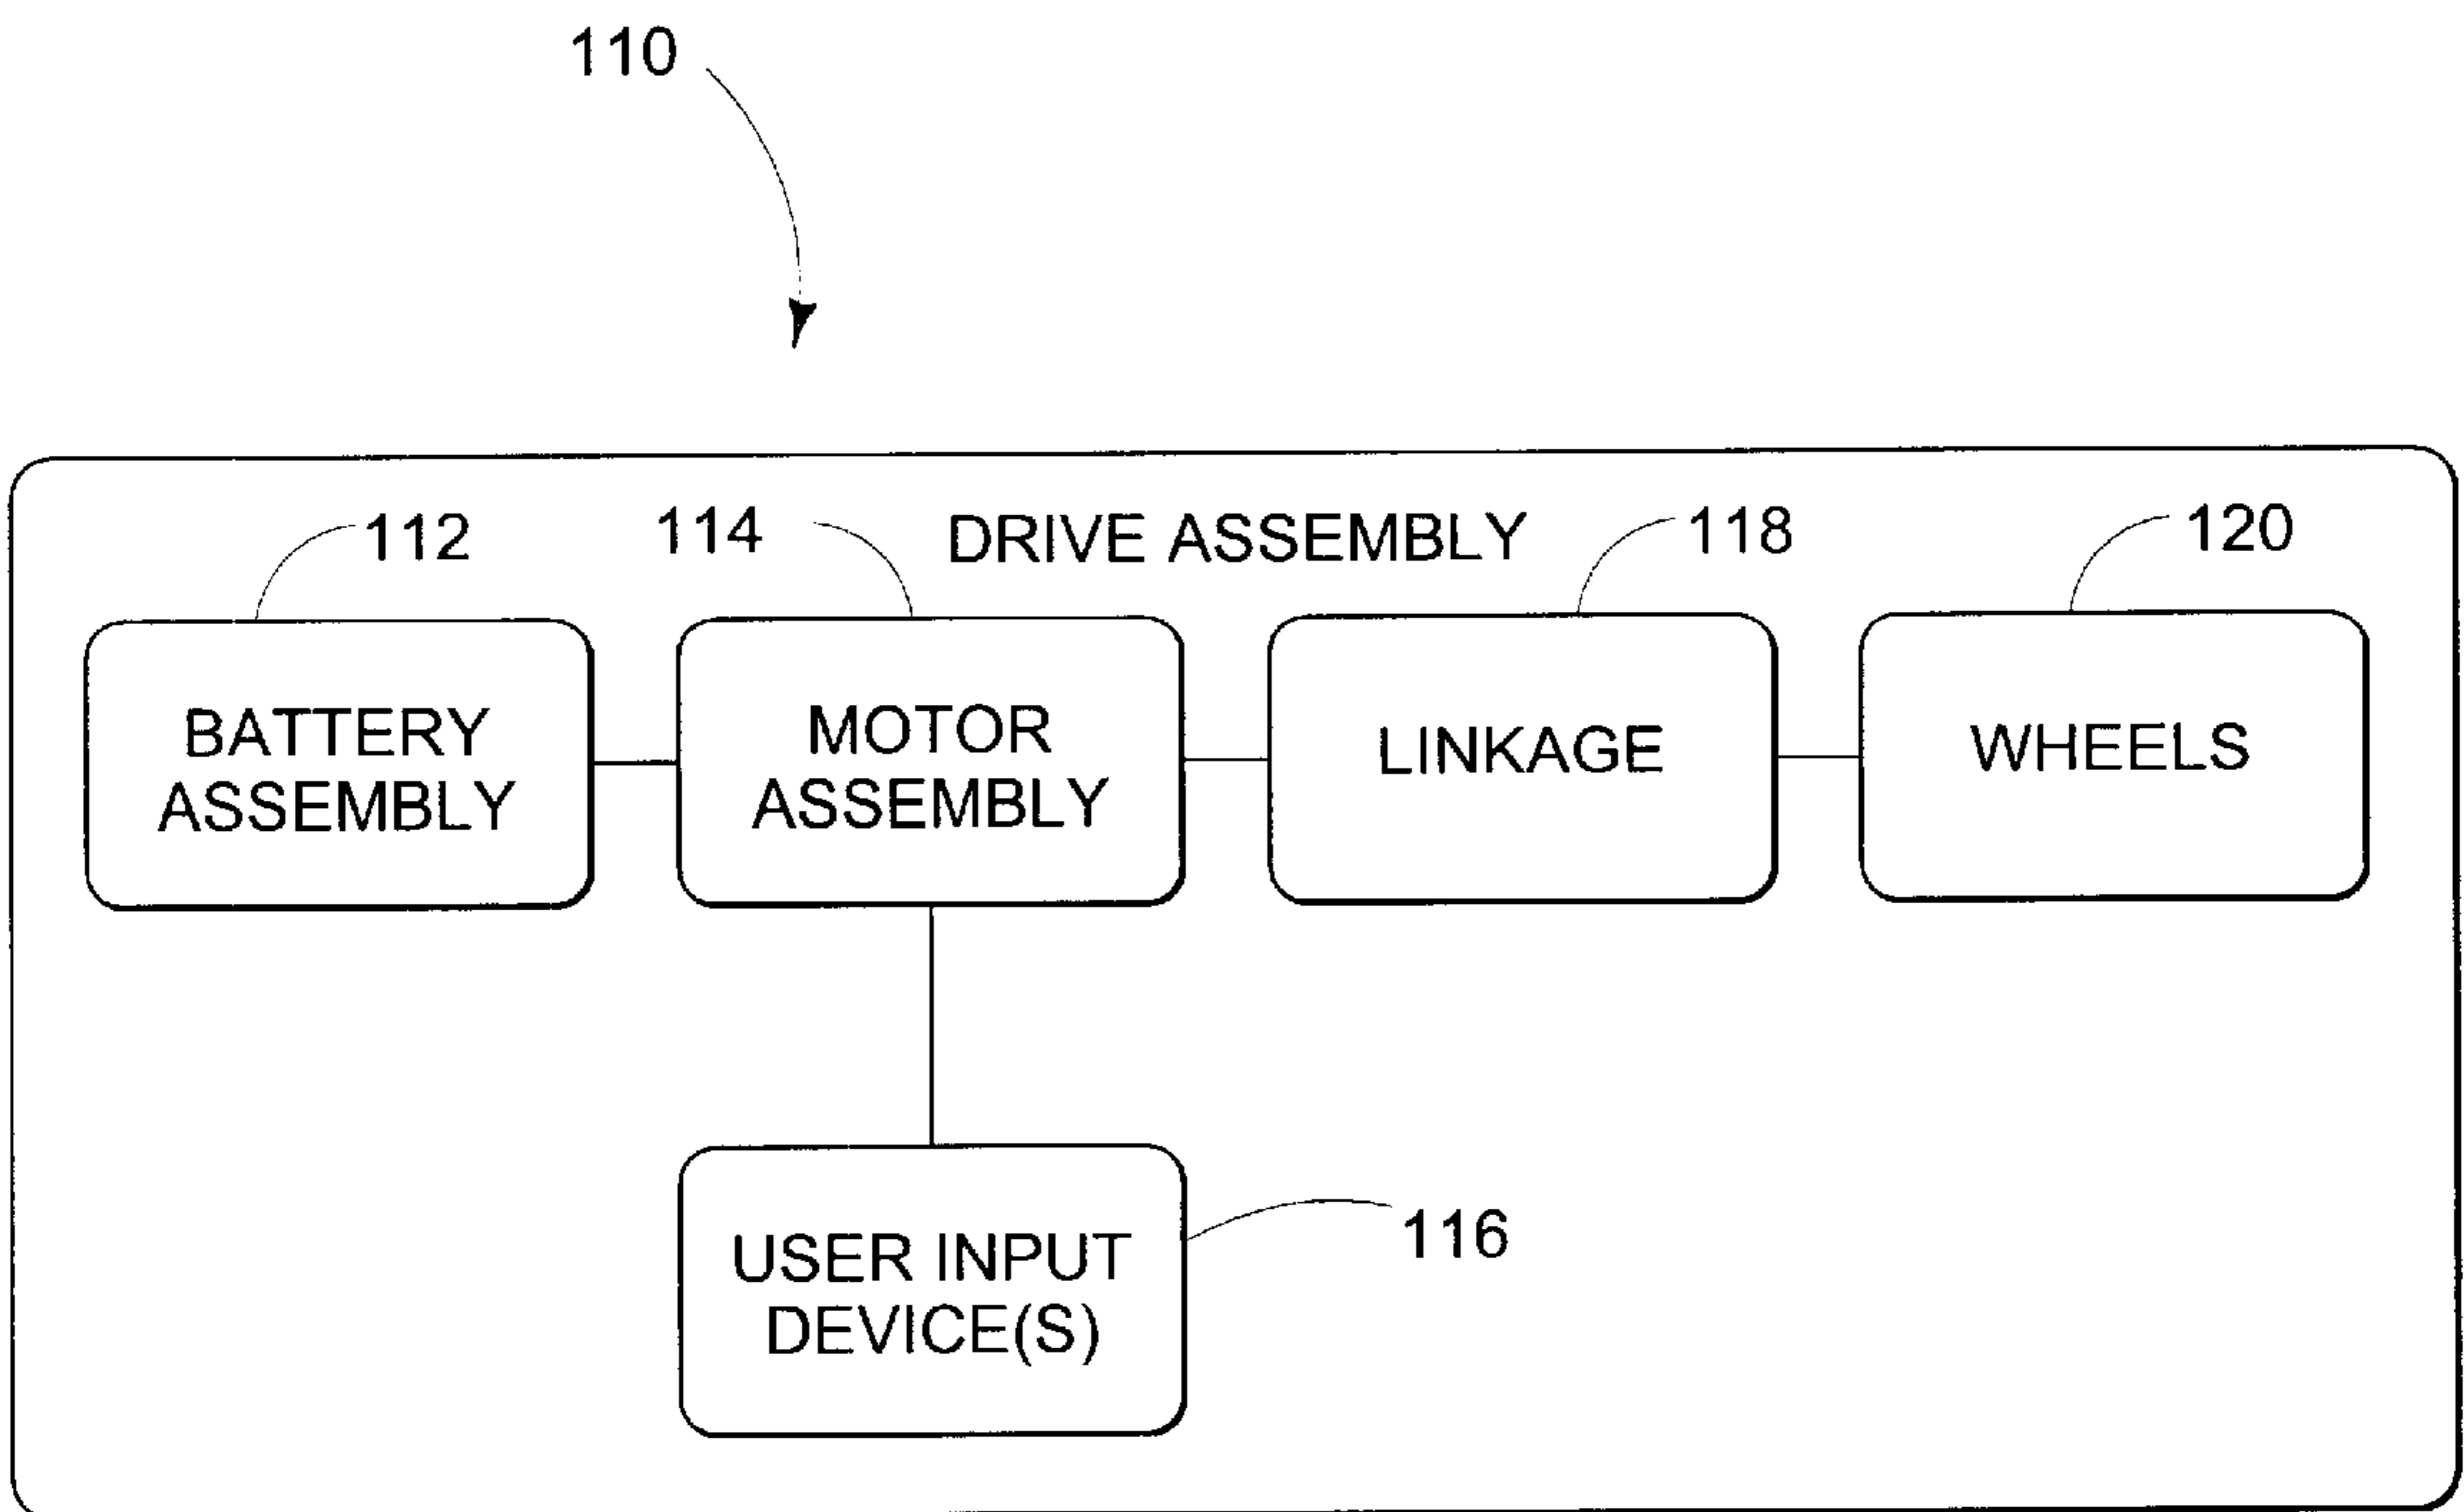 110
DRIVE ASSEMBLY
112
114
118
120
BATTERY
ASSEMBLY
MOTOR
ASSEMBLY
LINKAGE
WHEELS
USER INPUT
DEVICE(S)
116